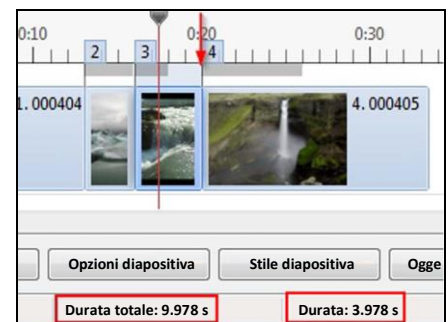 0:10 0:20 0:30
2 3 4
1.000404 4.000405
Opzioni diapositiva Stile diapositiva Ogge
Durata totale: 9.978 s Durata: 3.978 s